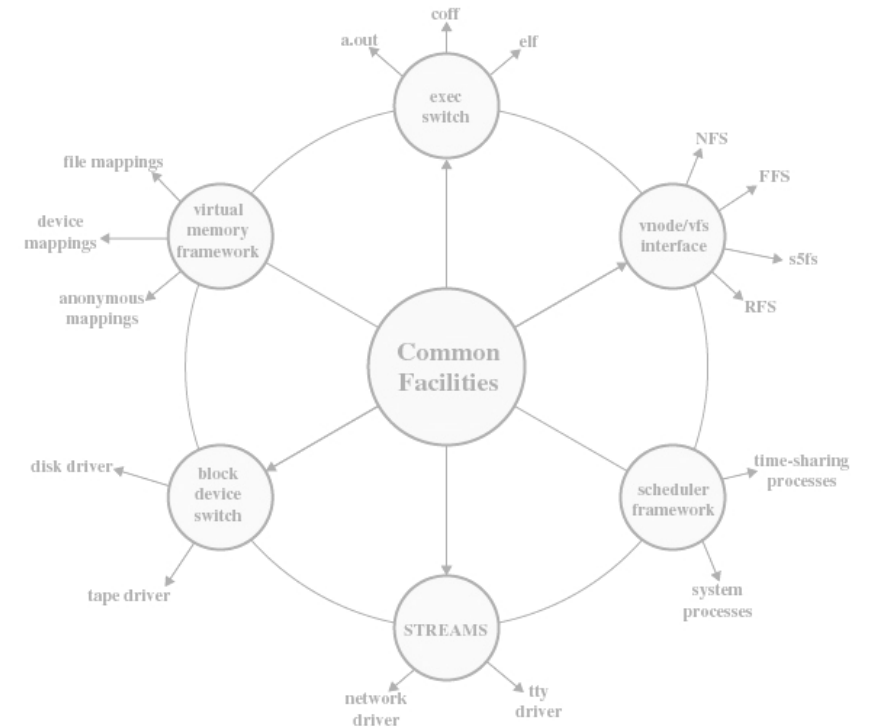 coff
a.out
elf
exec
switch
NFS
FFS
s5fs
RFS
vnode/vfs
interface
file mappings
device
mappings
anonymous
mappings
virtual
memory
framework
Common
Facilities
disk driver
tape driver
block
device
switch
time-sharing
processes
system
processes
scheduler
framework
STREAMS
network
driver
tty
driver